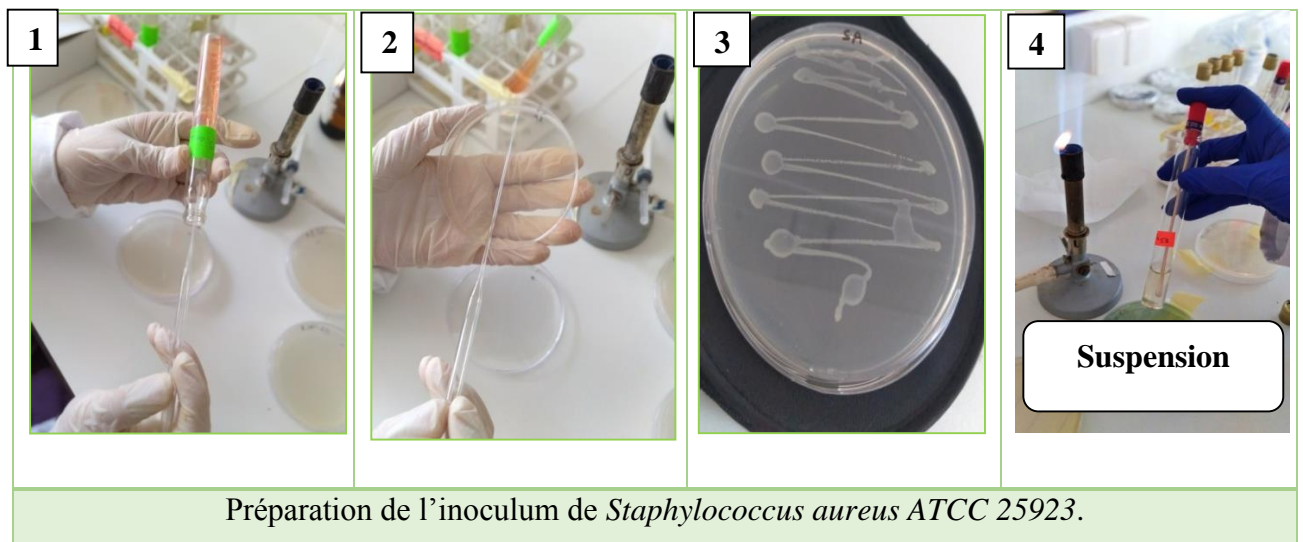 1
2
3
4
SA
Suspension
Préparation de l’inoculum de Staphylococcus aureus ATCC 25923.